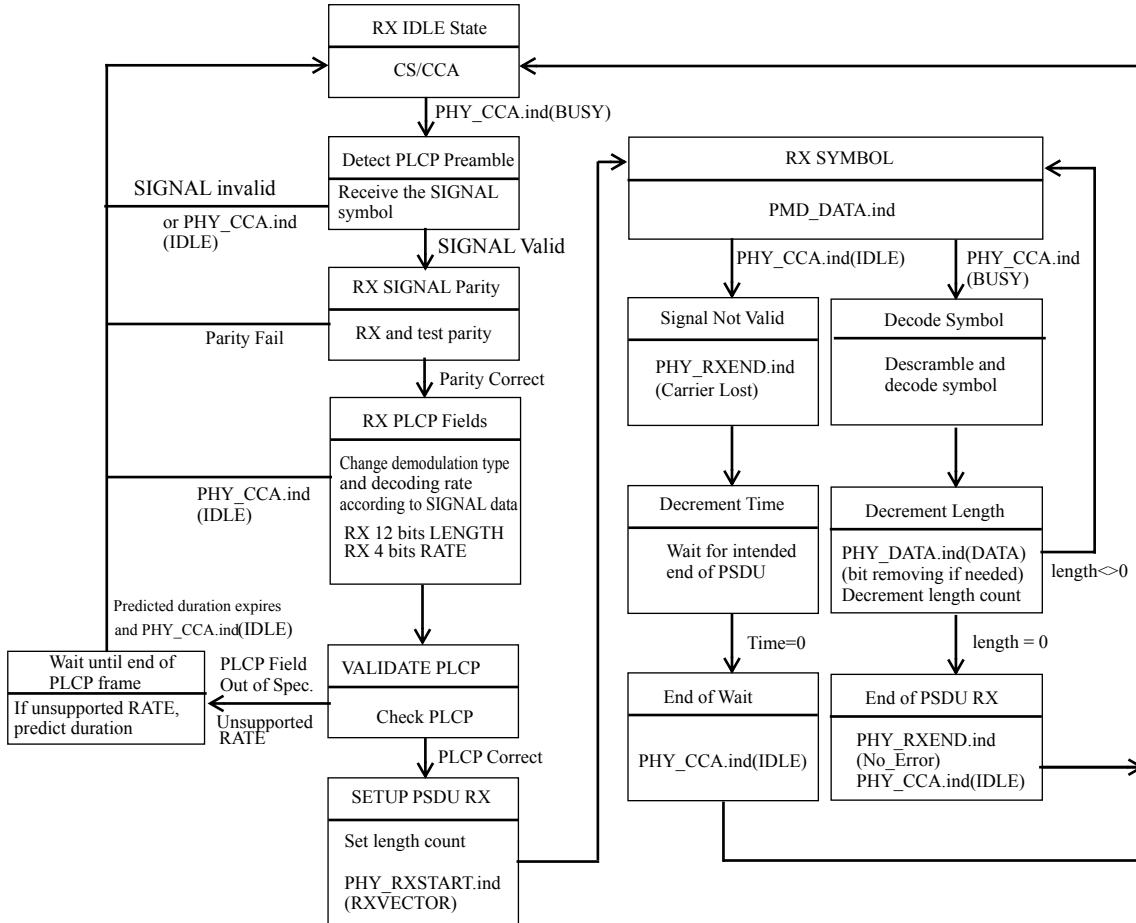 RX IDLE State
CS/CCA
PHY_CCA.ind(BUSY)
Detect PLCP Preamble
Receive the SIGNAL
symbol
SIGNAL invalid
or PHY_CCA.ind
(IDLE)
SIGNAL Valid
RX SIGNAL Parity
RX and test parity
Parity Fail
Parity Correct
RX PLCP Fields
Change demodulation type
and decoding rate
according to SIGNAL data
RX 12 bits LENGTH
RX 4 bits RATE
PHY_CCA.ind
(IDLE)
Predicted duration expires
and PHY_CCA.ind(IDLE)
Wait until end of
PLCP frame
If unsupported RATE,
predict duration
PLCP Field
Out of Spec.
Unsupported
RATE
VALIDATE PLCP
Check PLCP
PLCP Correct
SETUP PSDU RX
Set length count
PHY_RXSTART.ind
(RXVECTOR)
RX SYMBOL
PMD_DATA.ind
PHY_CCA.ind(IDLE)
PHY_CCA.ind
(BUSY)
Signal Not Valid
PHY_RXEND.ind
(Carrier Lost)
Decode Symbol
Descramble and
decode symbol
Decrement Time
Wait for intended
end of PSDU
Decrement Length
PHY_DATA.ind(DATA)
(bit removing if needed)
Decrement length count
length<>0
Time=0
length = 0
End of Wait
PHY_CCA.ind(IDLE)
End of PSDU RX
PHY_RXEND.ind
(No_Error)
PHY_CCA.ind(IDLE)